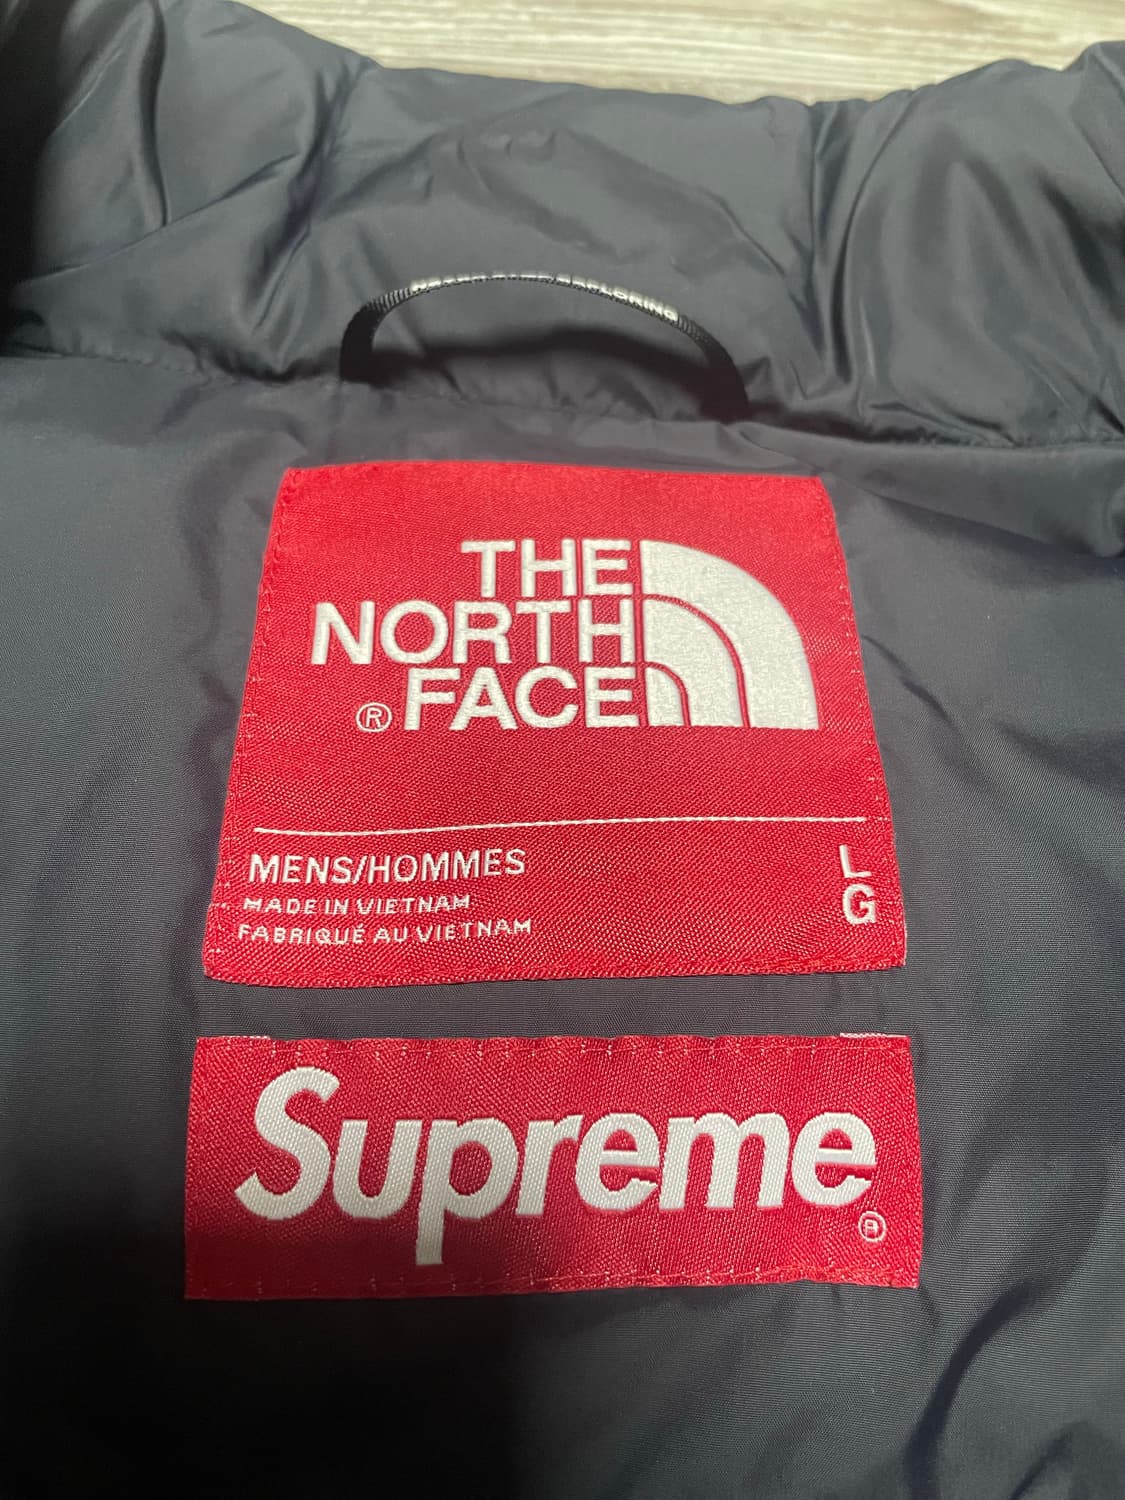 THE
NORTH
® FACE
MENS/HOMMES
MADE IN VIETNAM
FABRIQUÉ AU VIETNAM
L
G
Supreme®